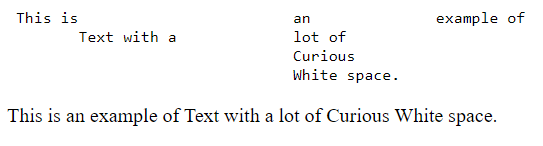 This is                           an                example of
        Text with a               lot of
                                  Curious
                                  White space.
This is an example of Text with a lot of Curious White space.